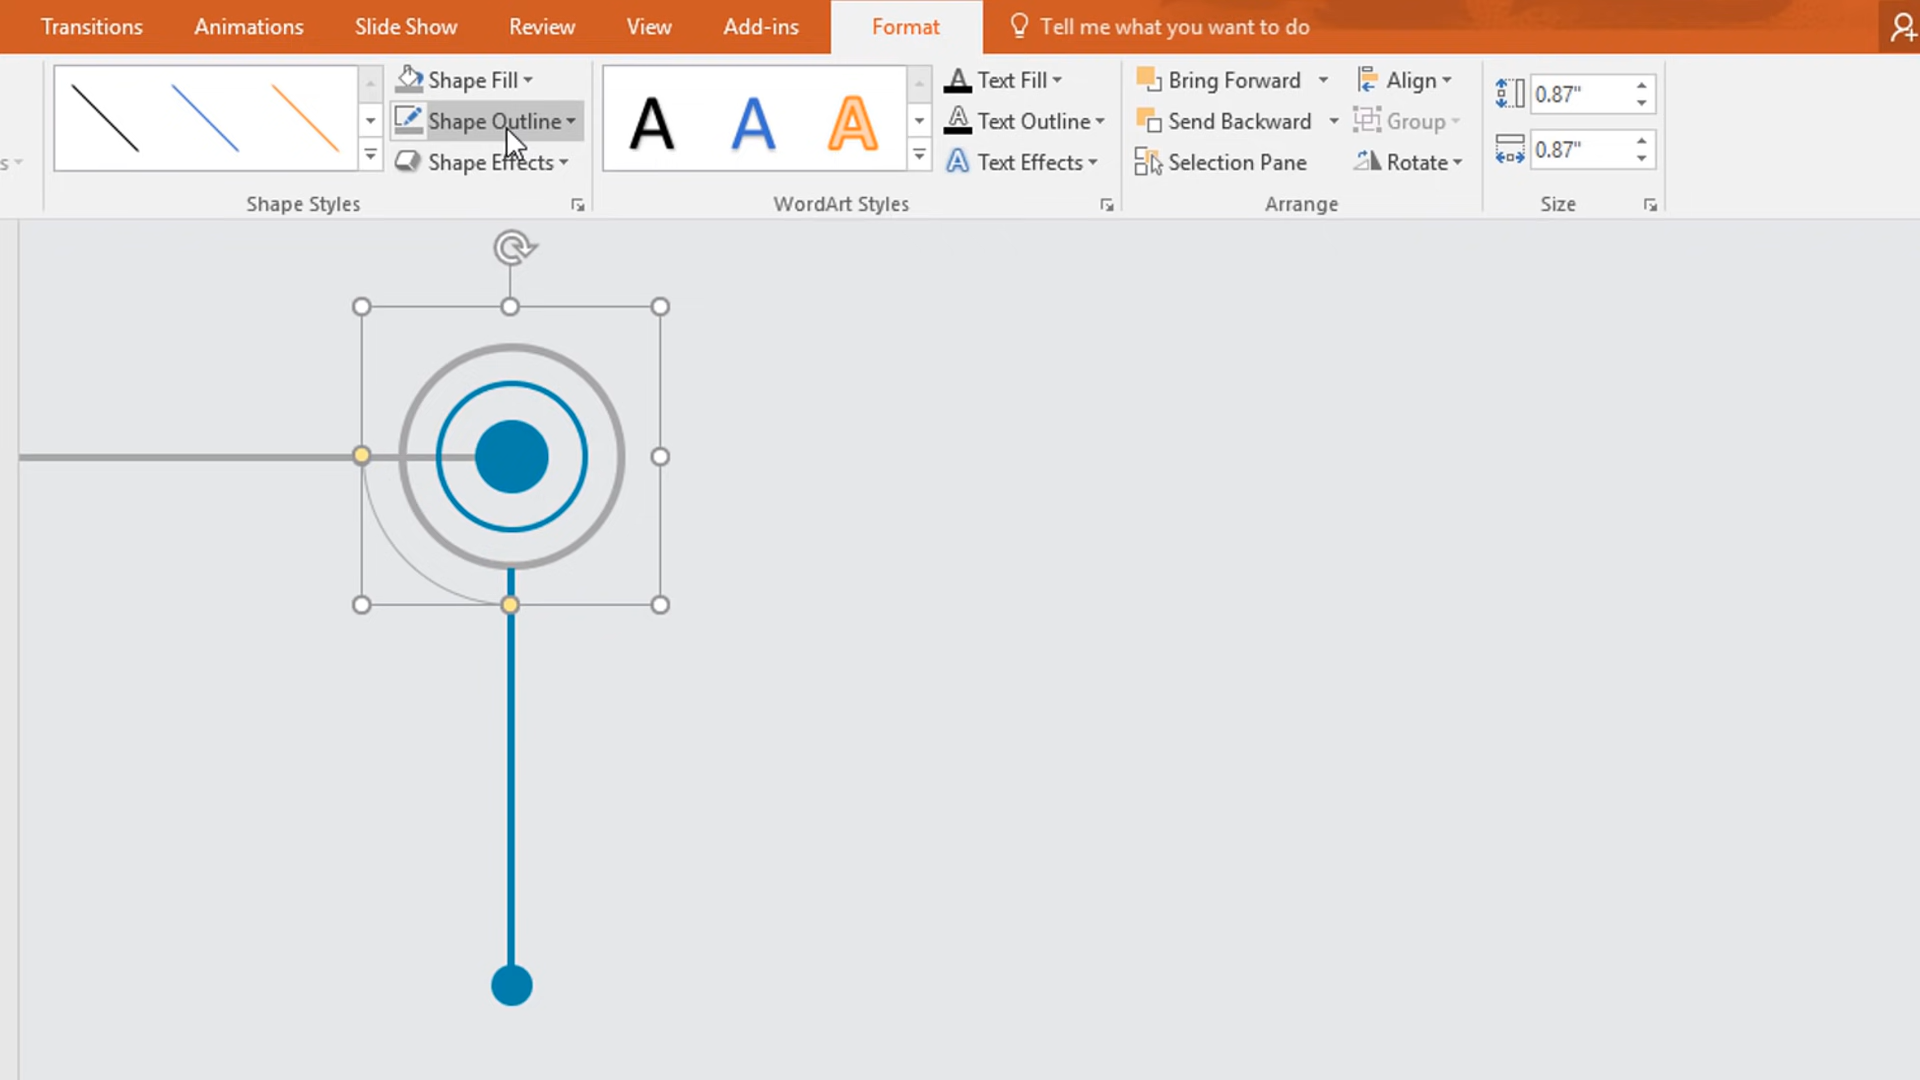 Transitions Animations Slide Show Review View Add-ins Format Tell me what you want to do
Shape Fill
Shape Outline
Shape Effects
s
Shape Styles
A A A
Text Fill
Text Outline
Text Effects
WordArt Styles
Bring Forward
Send Backward
Selection Pane
Align
Group
Rotate
Arrange
0.87"
0.87"
Size